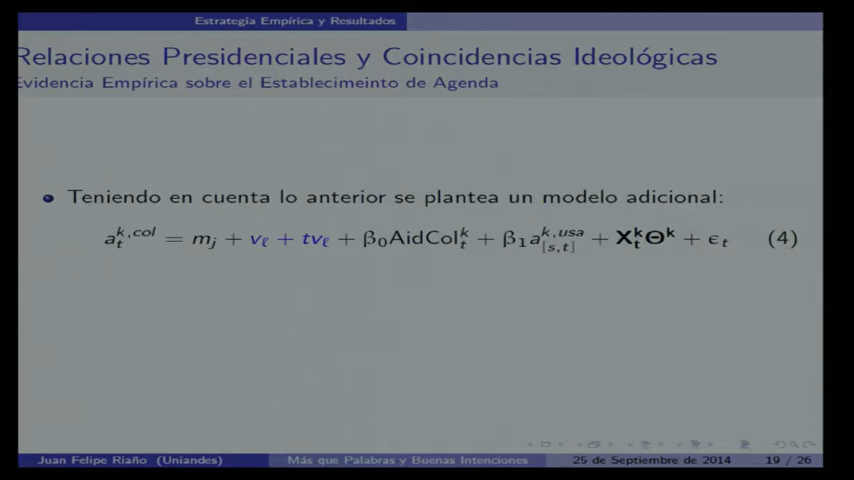 Estrategia Empírica y Resultados
Relaciones Presidenciales y Coincidencias Ideológicas
Evidencia Empírica sobre el Establecimeinto de Agenda
Teniendo en cuenta lo anterior se plantea un modelo adicional:
a_t^{k,col} = m_j + v_ℓ + tv_ℓ + β_0AidCol_t^k + β_1a_{[s,t]}^{k,usa} + X_t^kΘ^k + ϵ_t (4)
Juan Felipe Riaño (Uniandes) Más que Palabras y Buenas Intenciones 25 de Septiembre de 2014 19 / 26